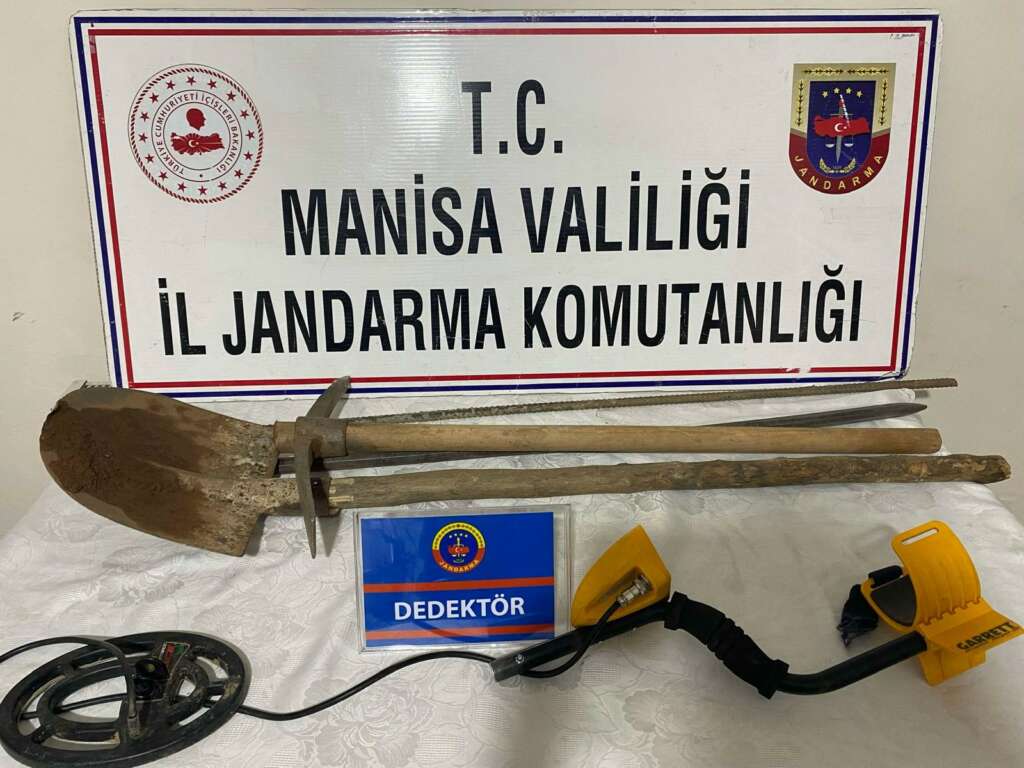 TÜRKİYE CUMHURİYETİ İÇİŞLERİ BAKANLIĞI
T.C.
JANDARMA
MANİSA VALİLİĞİ
İL JANDARMA KOMUTANLIĞI
JANDARMA
DEDEKTÖR
GARRETT